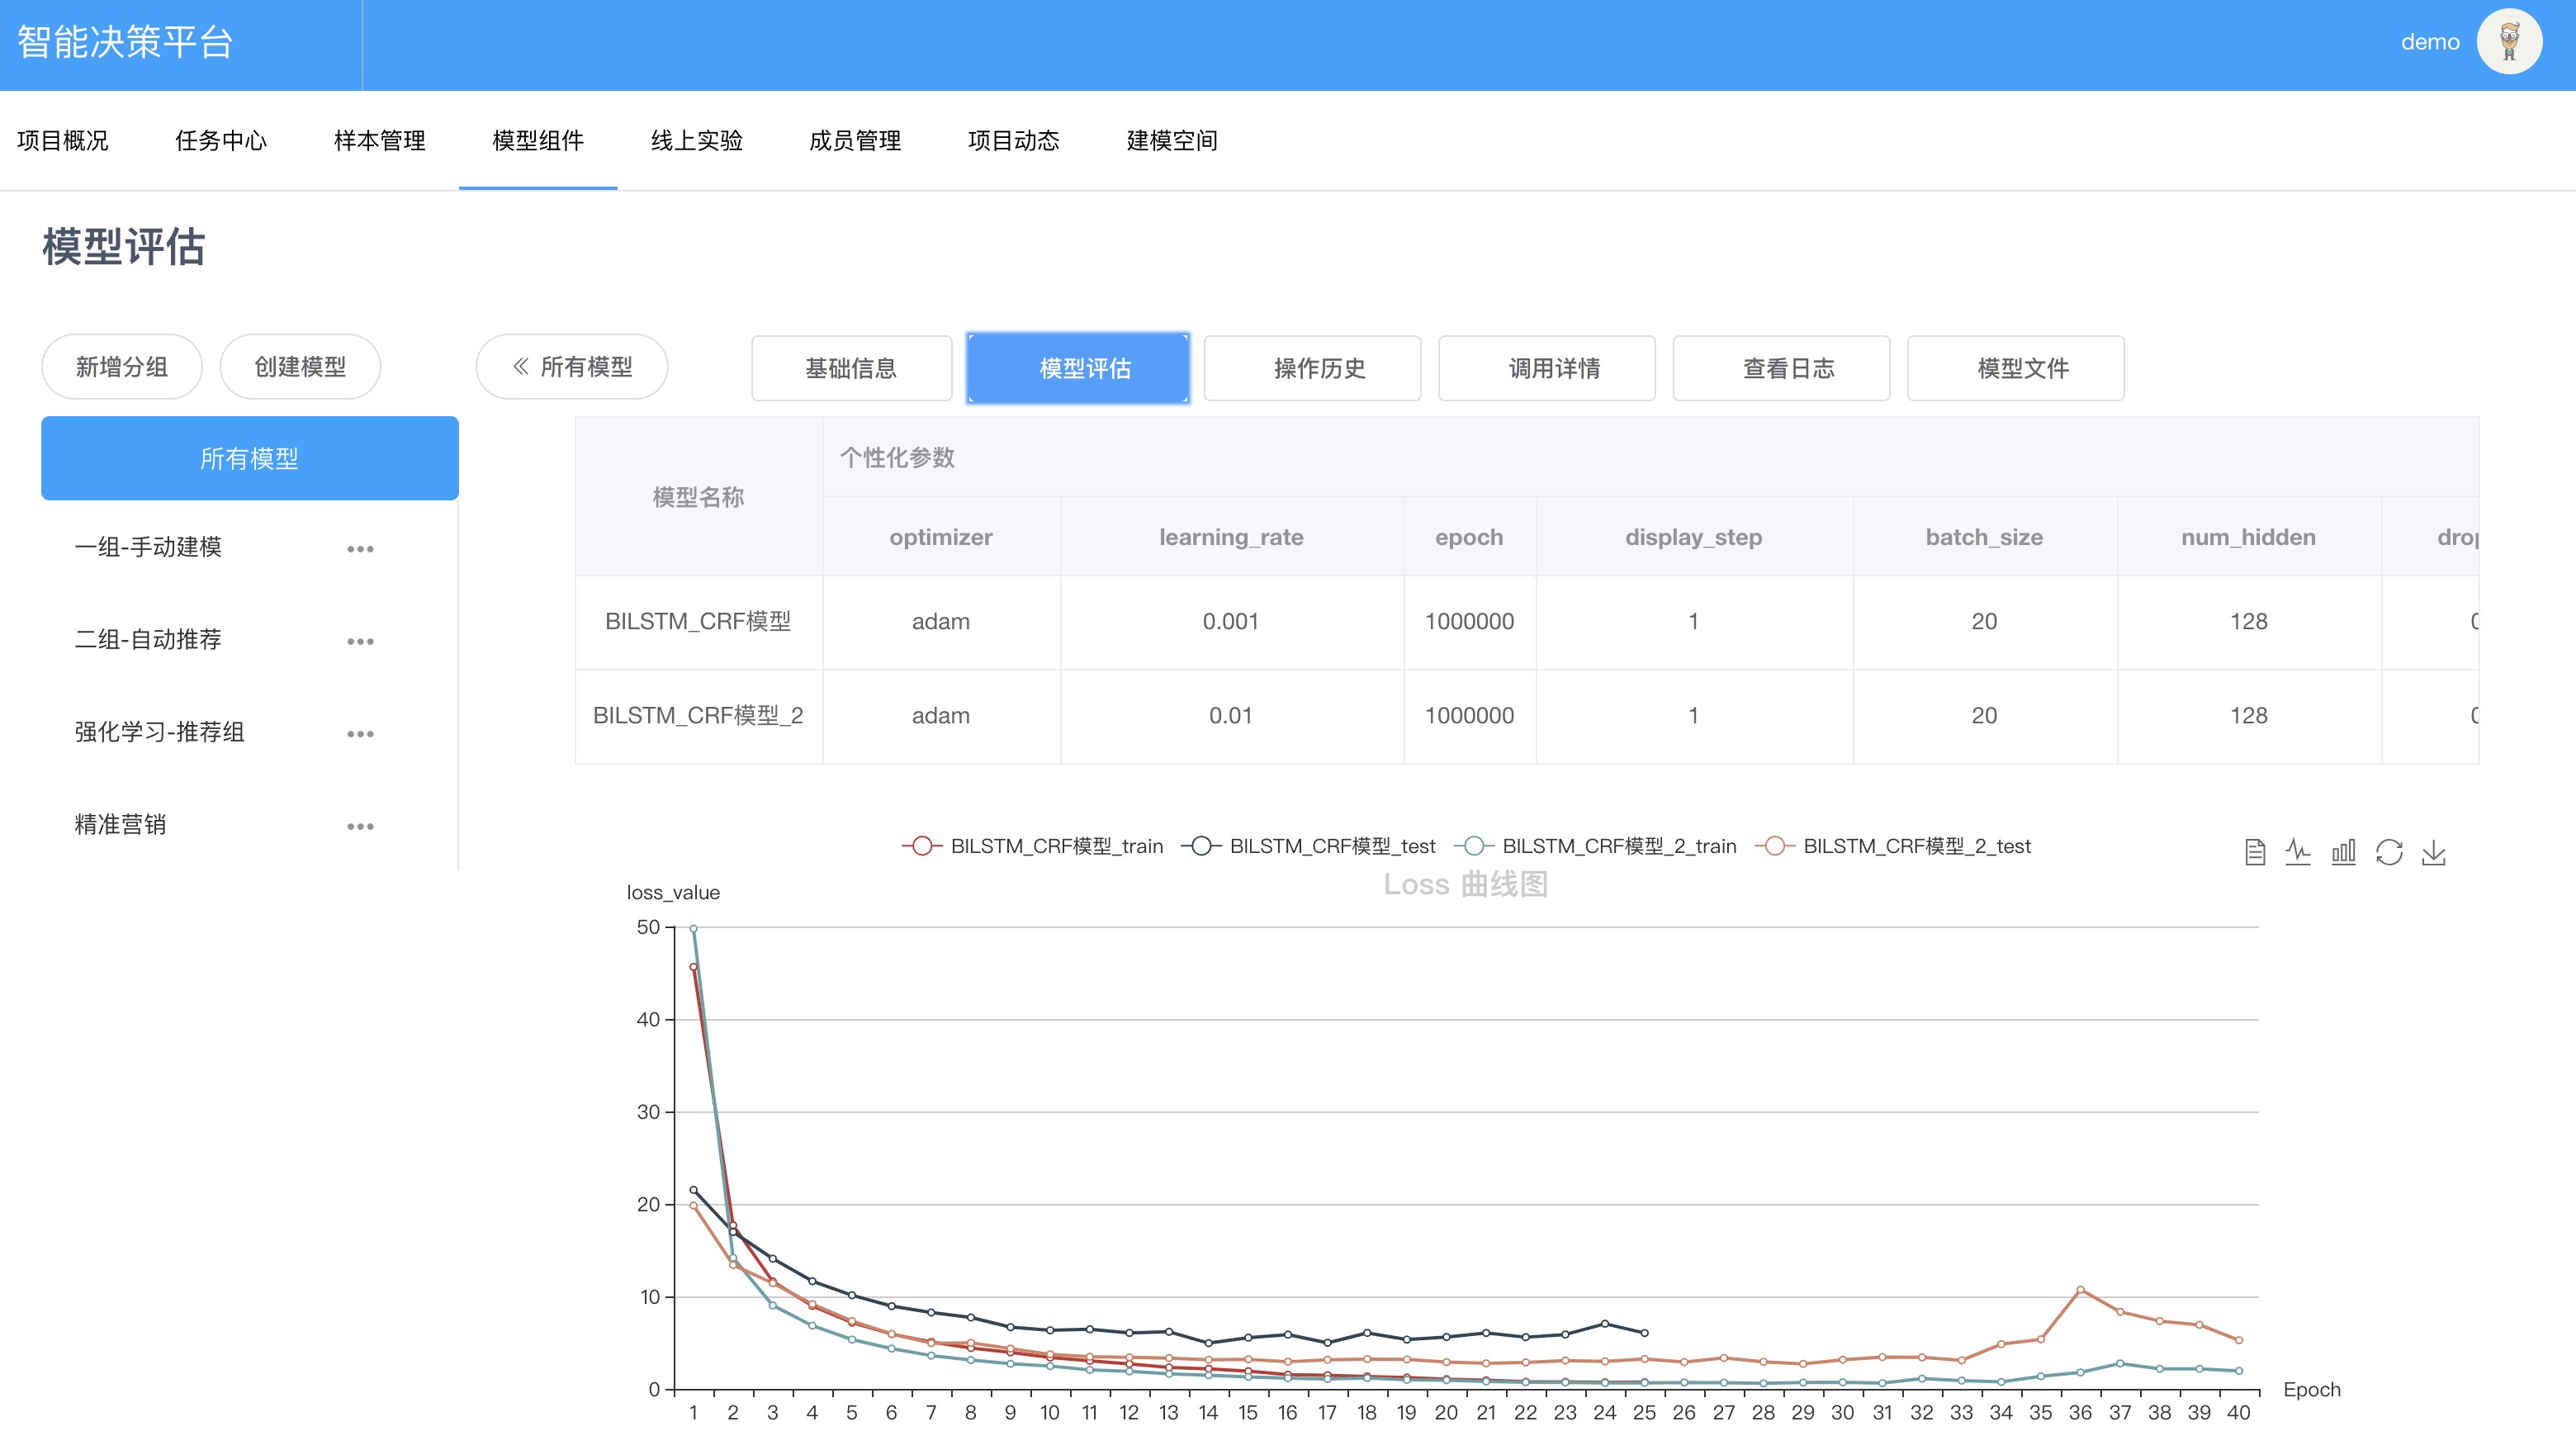 智能决策平台
demo
项目概况 任务中心 样本管理 模型组件 线上实验 成员管理 项目动态 建模空间
模型评估
新增分组 创建模型 所有模型 基础信息 模型评估 操作历史 调用详情 查看日志 模型文件
所有模型
一组-手动建模
二组-自动推荐
强化学习-推荐组
精准营销
模型名称 个性化参数
optimizer learning_rate epoch display_step batch_size num_hidden
BILSTM_CRF模型 adam 0.001 1000000 1 20 128
BILSTM_CRF模型_2 adam 0.01 1000000 1 20 128
BILSTM_CRF模型_train BILSTM_CRF模型_test BILSTM_CRF模型_2_train BILSTM_CRF模型_2_test
Loss 曲线图
loss_value
50
40
30
20
10
0
Epoch
1 2 3 4 5 6 7 8 9 10 11 12 13 14 15 16 17 18 19 20 21 22 23 24 25 26 27 28 29 30 31 32 33 34 35 36 37 38 39 40